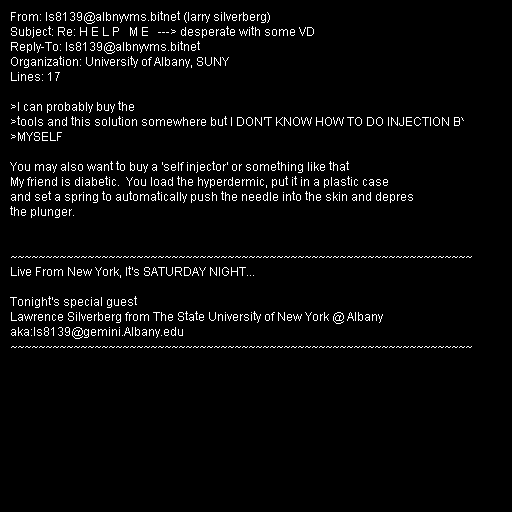 From: ls8139@albnyvms.bitnet (larry silverberg)
Subject: Re: H E L P   M E   ---> desperate with some VD
Reply-To: ls8139@albnyvms.bitnet
Organization: University of Albany, SUNY
Lines: 17

>I can probably buy the
>tools and this solution somewhere but I DON'T KNOW HOW TO DO INJECTION B
>MYSELF

You may also want to buy a 'self injector' or something like that
My friend is diabetic.  You load the hyperdermic, put it in a plastic case
and set a spring to automatically push the needle into the skin and depres
the plunger.

~~~~~~~~~~~~~~~~~~~~~~~~~~~~~~~~~~~~~~~~~~~~~~~~~~~~~~~~~~~~~~~~~~
Live From New York, It's SATURDAY NIGHT...

Tonight's special guest
Lawrence Silverberg from The State University of New York @ Albany
aka:ls8139@gemini.Albany.edu
~~~~~~~~~~~~~~~~~~~~~~~~~~~~~~~~~~~~~~~~~~~~~~~~~~~~~~~~~~~~~~~~~~